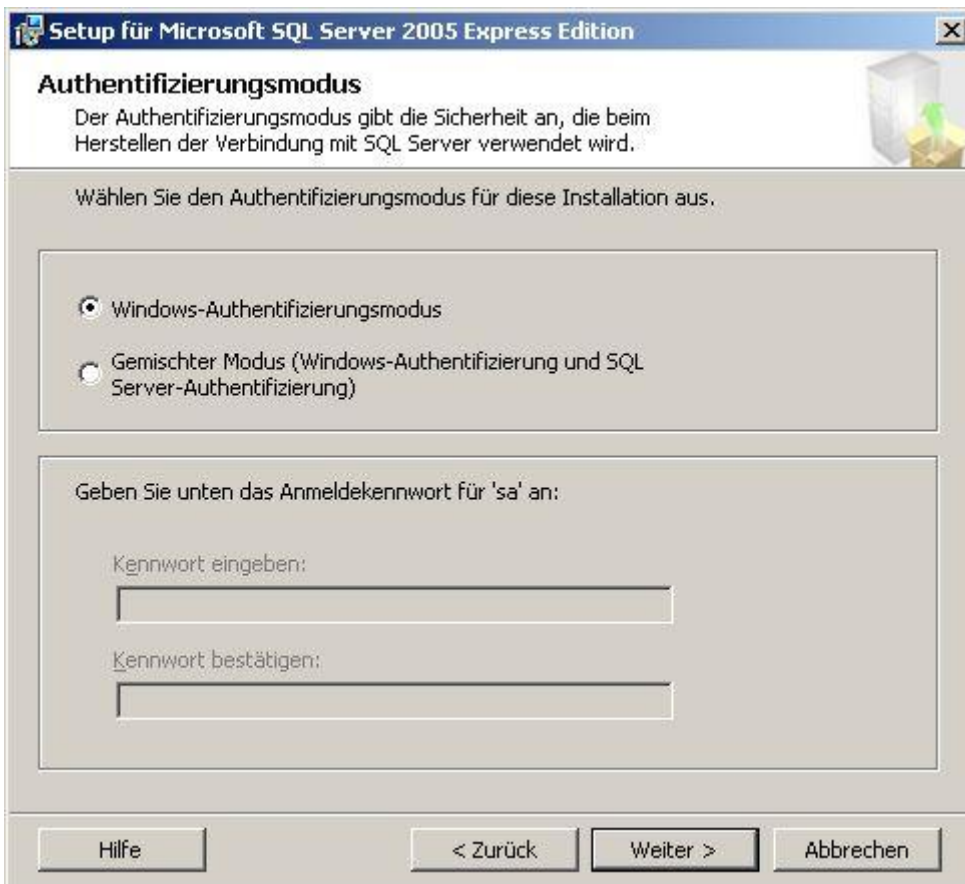 Setup für Microsoft SQL Server 2005 Express Edition
Authentifizierungsmodus
Der Authentifizierungsmodus gibt die Sicherheit an, die beim
Herstellen der Verbindung mit SQL Server verwendet wird.
Wählen Sie den Authentifizierungsmodus für diese Installation aus.
Windows-Authentifizierungsmodus
Gemischter Modus (Windows-Authentifizierung und SQL
Server-Authentifizierung)
Geben Sie unten das Anmeldekennwort für 'sa' an:
Kennwort eingeben:
Kennwort bestätigen:
Hilfe
< Zurück
Weiter >
Abbrechen